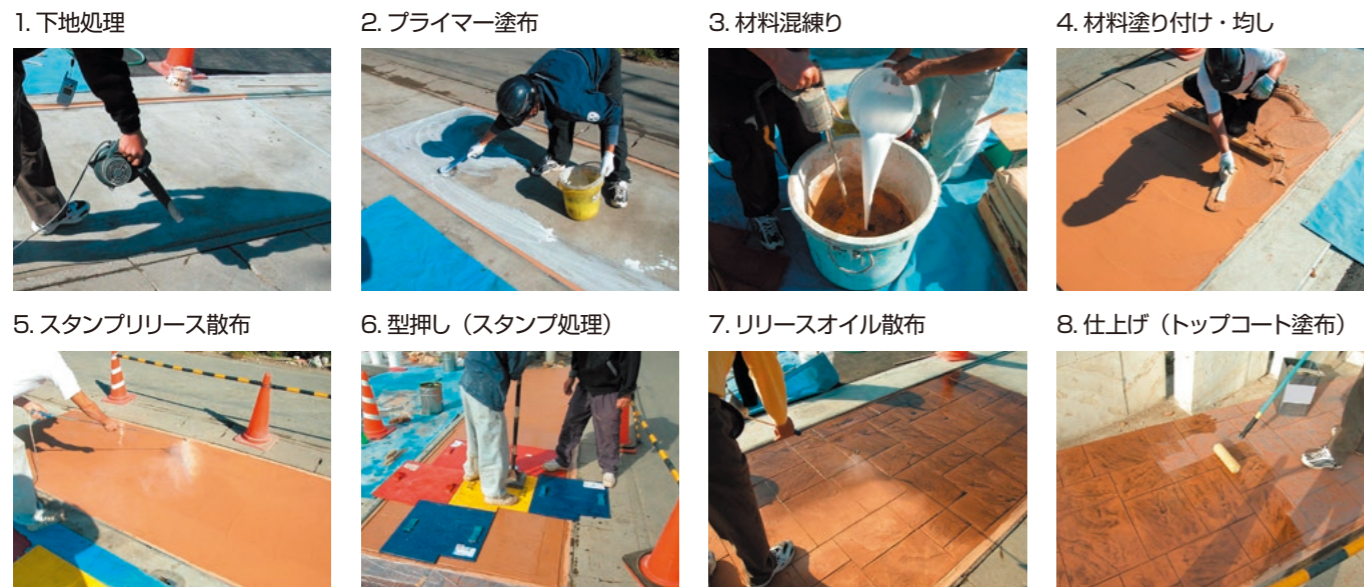 1. 下地処理
2. プライマー塗布
3. 材料混練り
4. 材料塗り付け・均し
5. スタンプリリース散布
6. 型押し（スタンプ処理）
7. リリースオイル散布
8. 仕上げ（トップコート塗布）